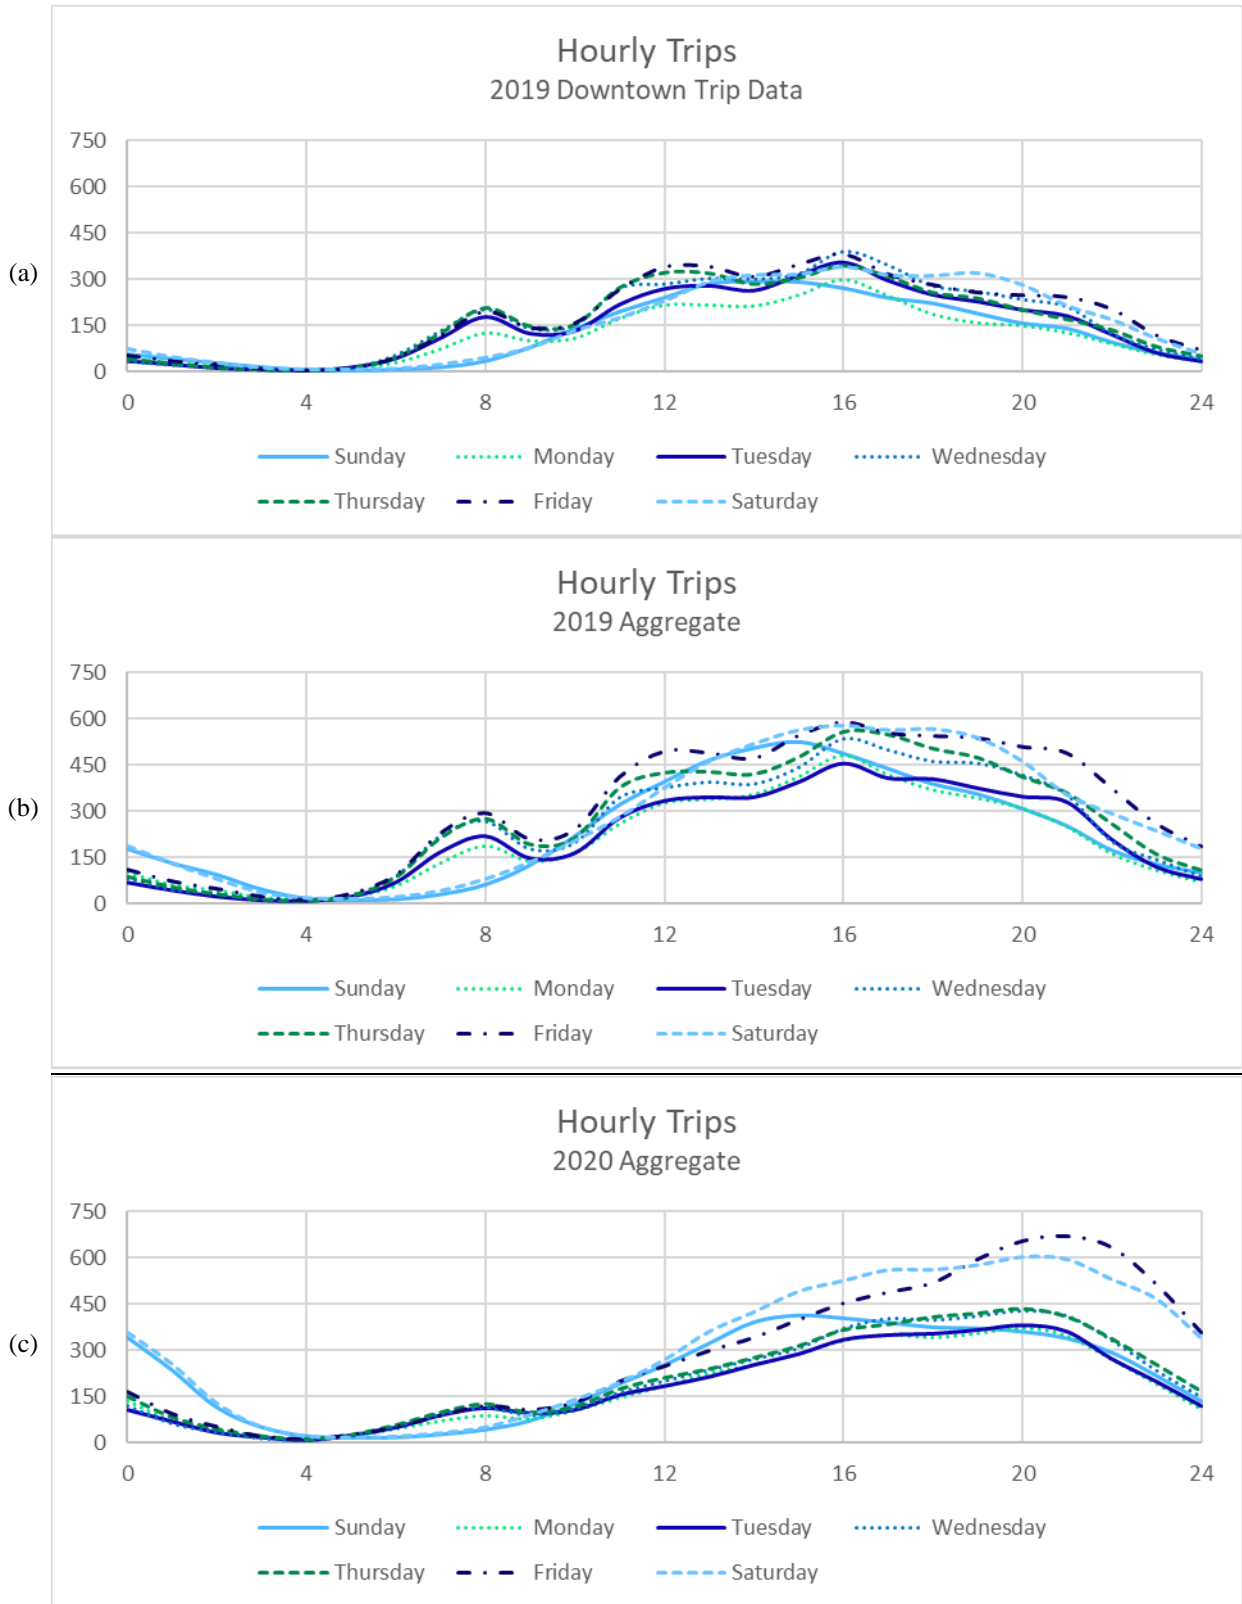 Hourly Trips
2019 Downtown Trip Data
(a)
750
600
450
300
150
0
0 4 8 12 16 20 24
Sunday Monday Tuesday Wednesday
Thursday Friday Saturday
Hourly Trips
2019 Aggregate
(b)
750
600
450
300
150
0
0 4 8 12 16 20 24
Sunday Monday Tuesday Wednesday
Thursday Friday Saturday
Hourly Trips
2020 Aggregate
(c)
750
600
450
300
150
0
0 4 8 12 16 20 24
Sunday Monday Tuesday Wednesday
Thursday Friday Saturday